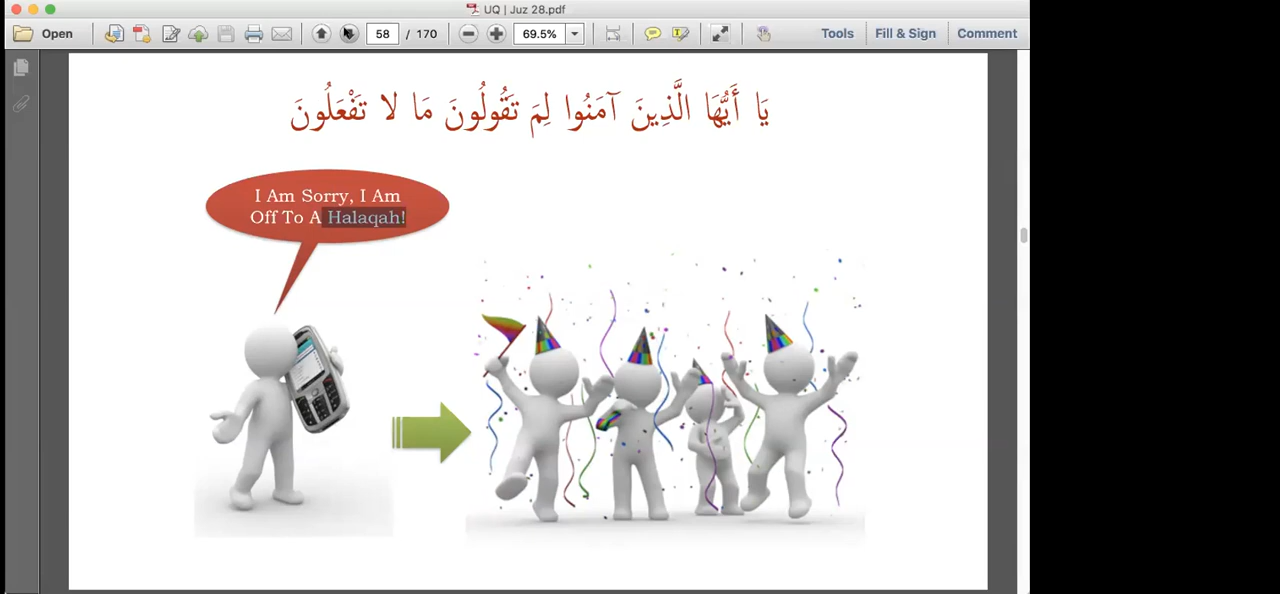 UQ | Juz 28.pdf
Open
58 / 170
69.5%
Tools
Fill & Sign
Comment
يَا أَيُّهَا الَّذِينَ آمَنُوا لِمَ تَقُولُونَ مَا لا تَفْعَلُونَ
I Am Sorry, I Am
Off To A Halaqah!